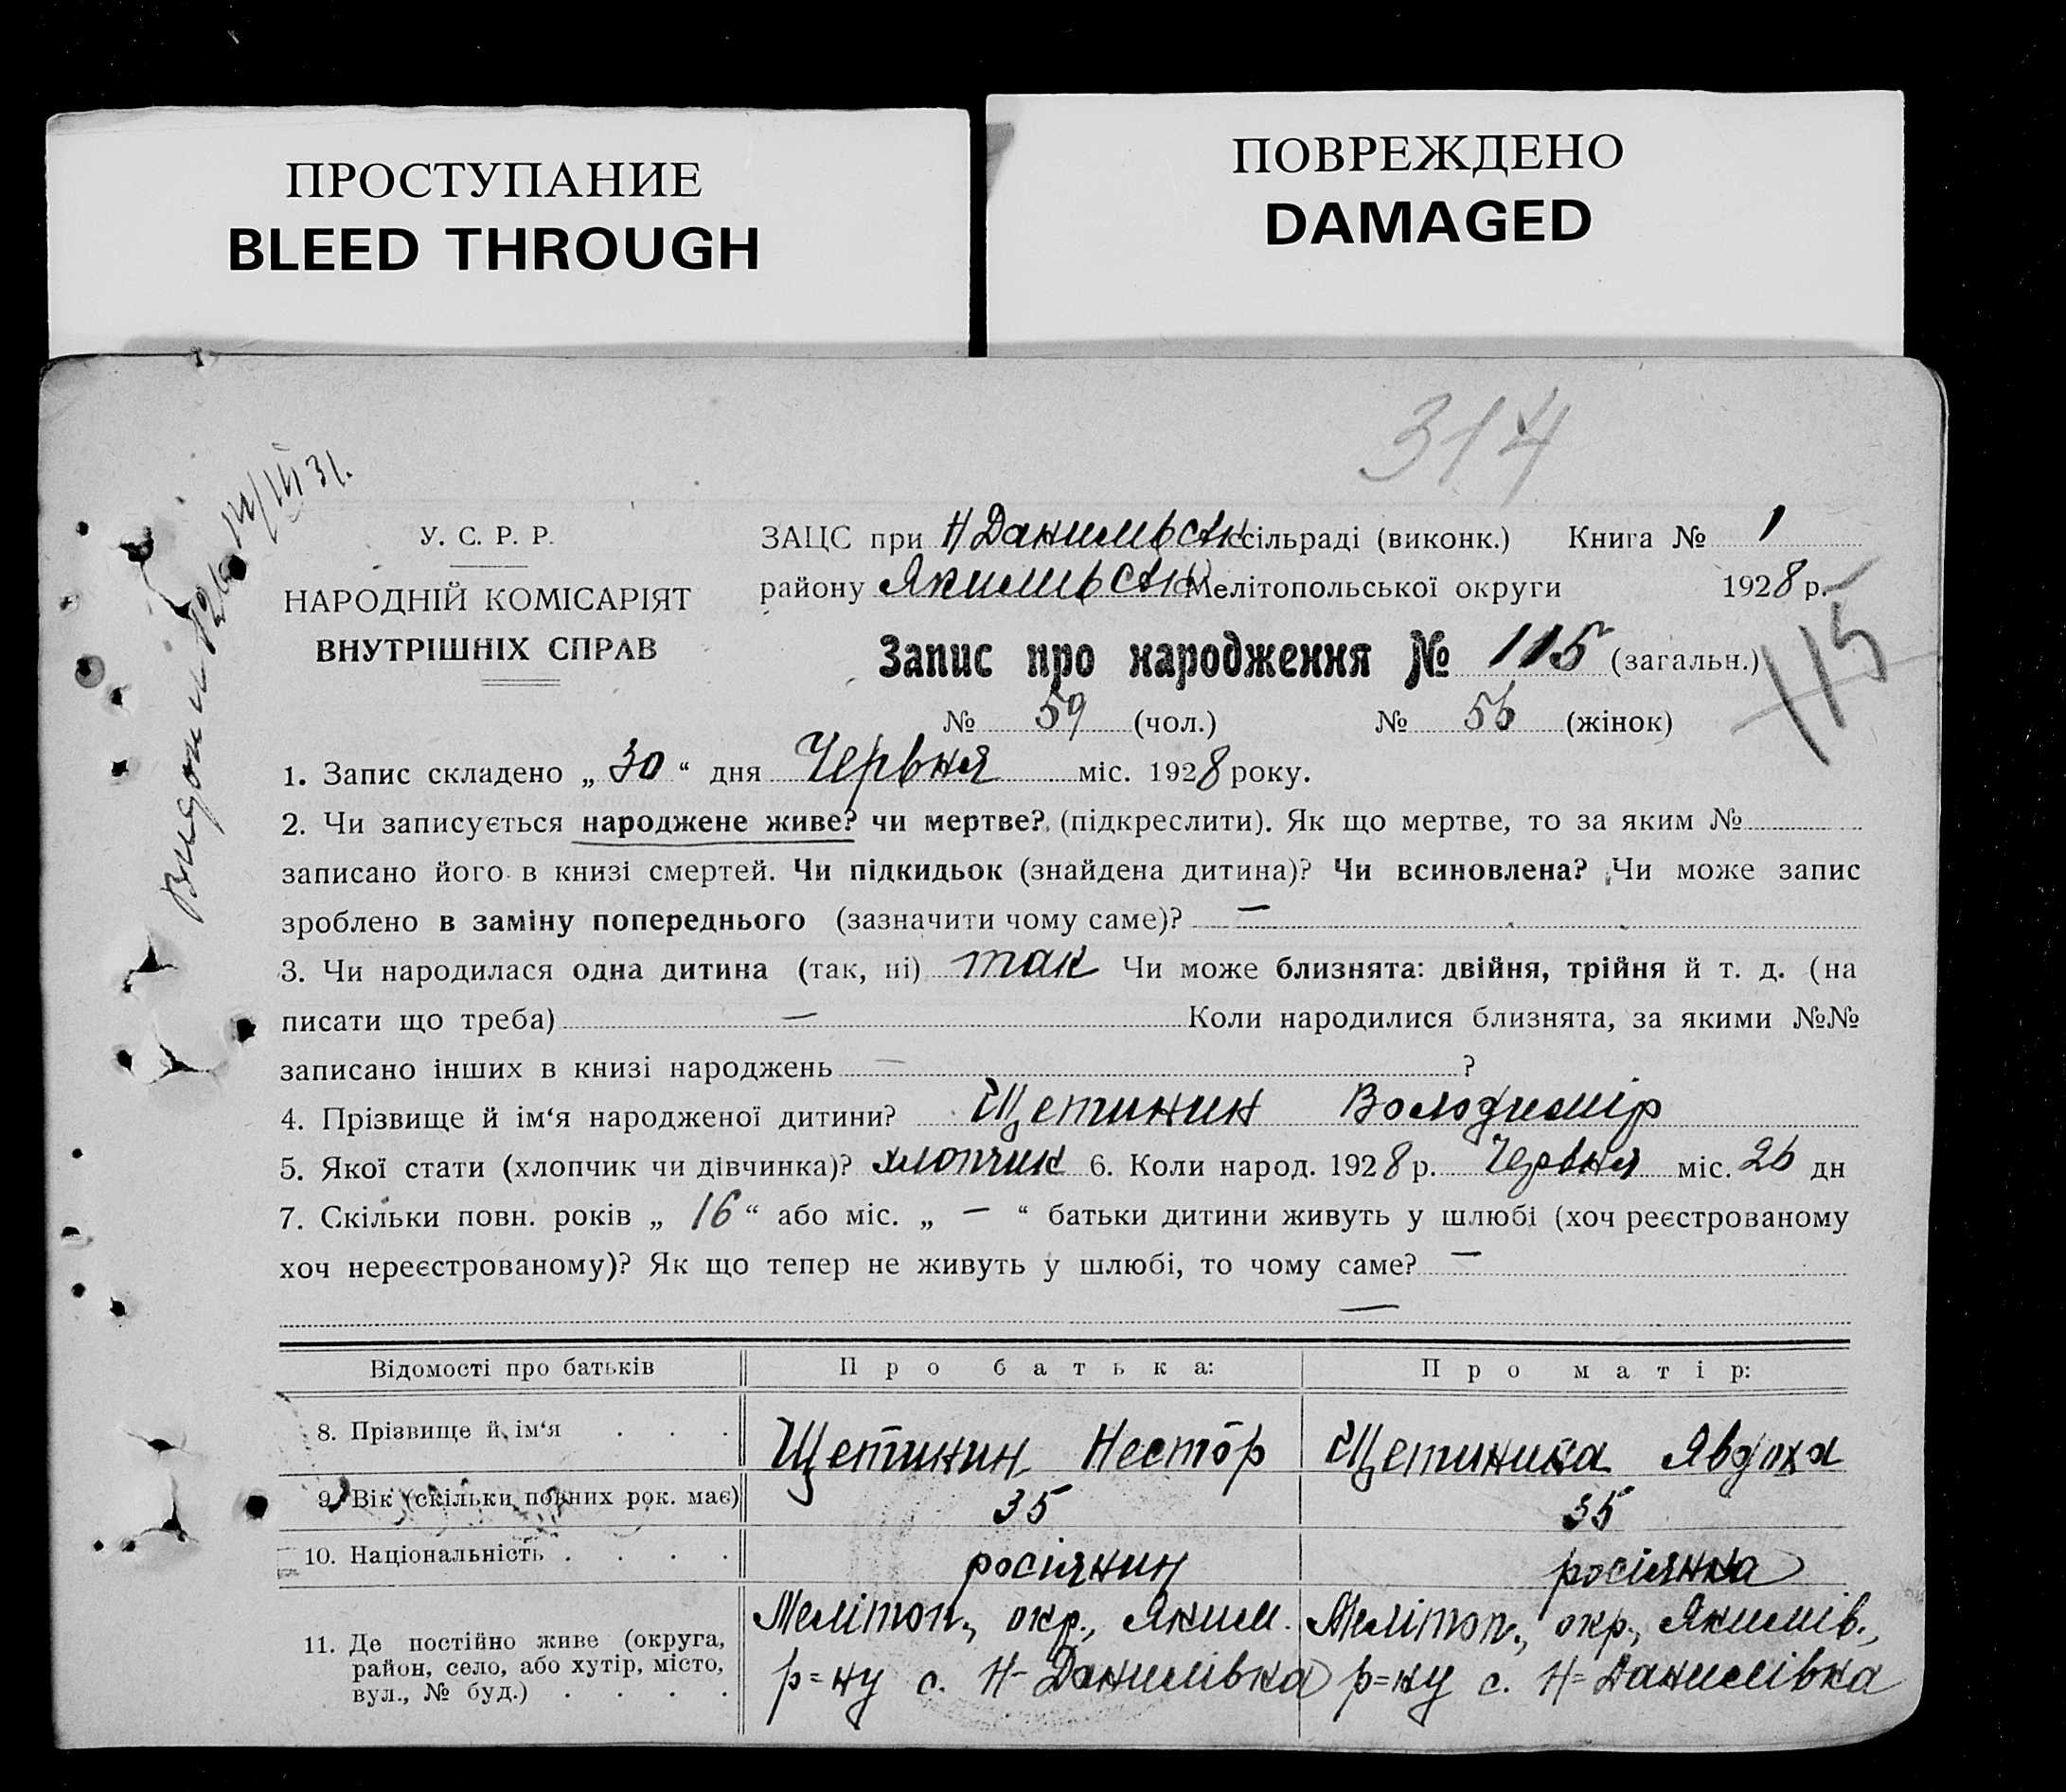 ПРОСТУПАНИЕ
BLEED THROUGH
ПОВРЕЖДЕНО
DAMAGED
314
У. С. Р. Р.
НАРОДНІЙ КОМІСАРІЯТ
ВНУТРІШНІХ СПРАВ
ЗАЦС при Н Данилівськ сільраді (виконк.) Книга № 1
району Якимівськ Мелітопольської округи 1928 р.
Запис про народження № 115 (загальн.)
115
№ 59 (чол.) № 56 (жінок)
1. Запис складено „ 30 “ дня Червня міс. 1928 року.
2. Чи записується народжене живе? чи мертве? (підкреслити). Як що мертве, то за яким №
записано його в книзі смертей. Чи підкидьок (знайдена дитина)? Чи всиновлена? Чи може запис
зроблено в заміну попереднього (зазначити чому саме)? —
3. Чи народилася одна дитина (так, ні) так Чи може близнята: двійня, трійня й т. д. (на
писати що треба) — Коли народилися близнята, за якими №№
записано інших в книзі народжень — ?
4. Прізвище й ім‘я народженої дитини? Щетинин Володимір
5. Якої стати (хлопчик чи дівчинка)? хлопчик 6. Коли народ. 1928 р. Червня міс. 26 дн
7. Скільки повн. років „ 16 “ або міс. „ — “ батьки дитини живуть у шлюбі (хоч реєстрованому
хоч нереєстрованому)? Як що тепер не живуть у шлюбі, то чому саме? —
—
Відомості про батьків Про батька: Про матір:
8. Прізвище й ім‘я . . . Щетинин Нестор Щетинина Явдоха
9. Вік (скільки повних рок. має) 35 35
10. Національність . . . . росіянин росіянка
11. Де постійно живе (округа,
район, село, або хутір, місто,
вул., № буд.) . . . .
Мелітоп., окр., Яким.
р=ну с. Н-Данилівка
Мелітоп., окр., Якимів.,
р=ну с. Н=Данилівка